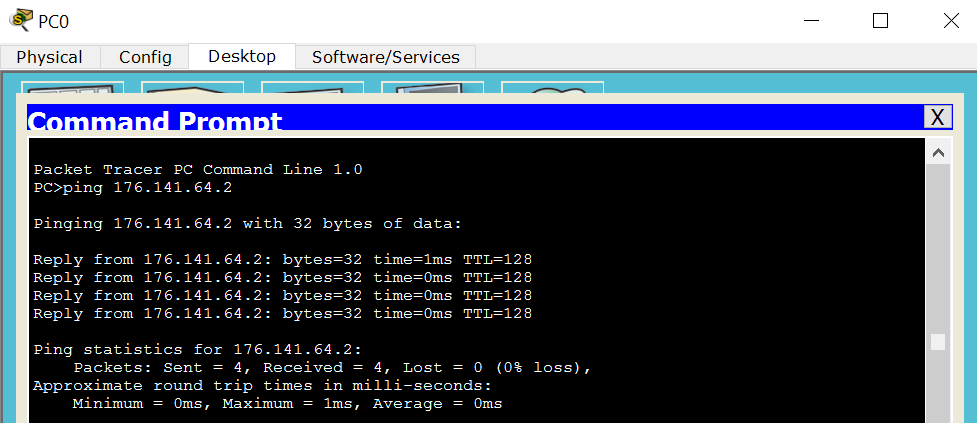 PC0
Physical Config Desktop Software/Services
Command Prompt X
Packet Tracer PC Command Line 1.0
PC>ping 176.141.64.2
Pinging 176.141.64.2 with 32 bytes of data:
Reply from 176.141.64.2: bytes=32 time=1ms TTL=128
Reply from 176.141.64.2: bytes=32 time=0ms TTL=128
Reply from 176.141.64.2: bytes=32 time=0ms TTL=128
Reply from 176.141.64.2: bytes=32 time=0ms TTL=128
Ping statistics for 176.141.64.2:
Packets: Sent = 4, Received = 4, Lost = 0 (0% loss),
Approximate round trip times in milli-seconds:
Minimum = 0ms, Maximum = 1ms, Average = 0ms